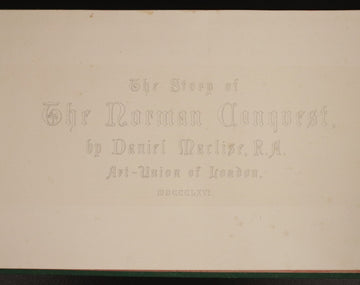 The Story of
The Norman Conquest
by Daniel Maclise, R.A.
Art-Union of London,
MDCCCLXVI